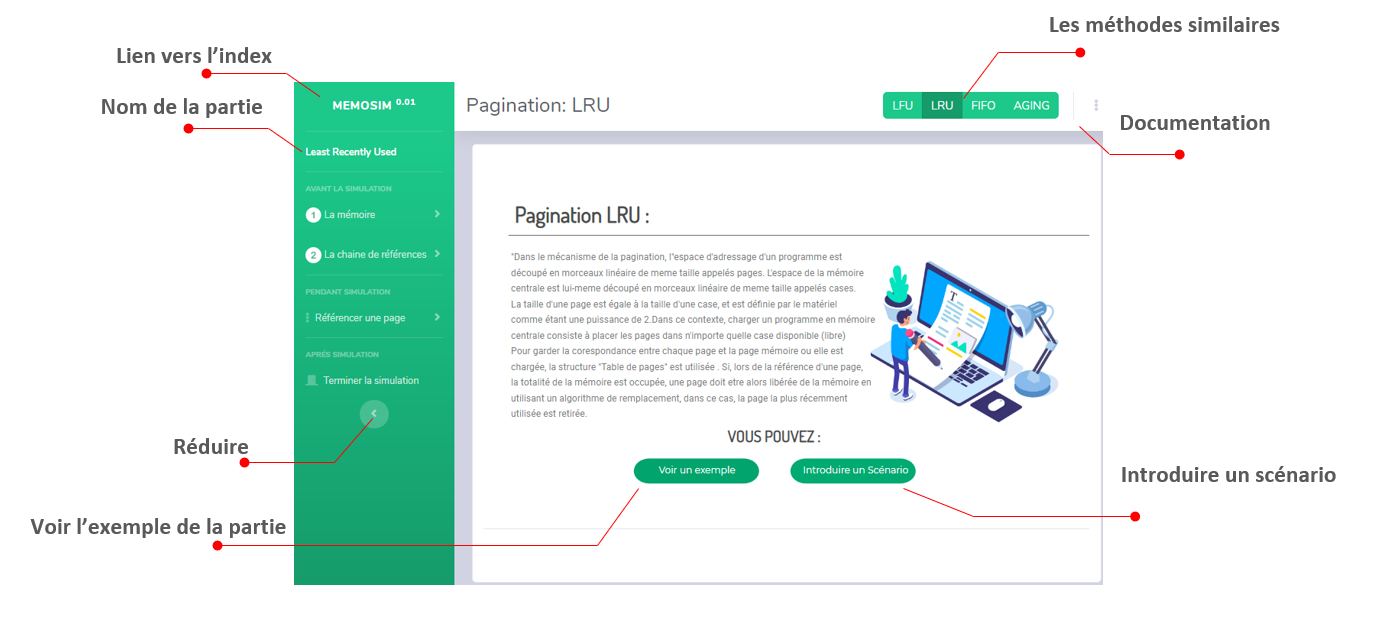 Les méthodes similaires
Lien vers l'index
Nom de la partie
MEMOSIM 0.01
Pagination: LRU
LFU LRU FIFO AGING
Documentation
Least Recently Used
AVANT LA SIMULATION
1 La mémoire
2 La chaine de références
PENDANT SIMULATION
Référencer une page
APRÉS SIMULATION
Terminer la simulation
Réduire
Pagination LRU :
"Dans le mécanisme de la pagination, l"espace d'adressage d'un programme est
découpé en morceaux linéaire de meme taille appelés pages. L'espace de la mémoire
centrale est lui-meme découpé en morceaux linéaire de meme taille appelés cases.
La taille d'une page est égale à la taille d'une case, et est définie par le matériel
comme étant une puissance de 2.Dans ce contexte, charger un programme en mémoire
centrale consiste à placer les pages dans n'importe quelle case disponible (libre)
Pour garder la corespondance entre chaque page et la page mémoire ou elle est
chargée, la structure "Table de pages" est utilisée . Si, lors de la référence d'une page,
la totalité de la mémoire est occupée, une page doit etre alors libérée de la mémoire en
utilisant un algorithme de remplacement, dans ce cas, la page la plus récemment
utilisée est retirée.
T
VOUS POUVEZ :
Voir un exemple
Introduire un Scénario
Introduire un scénario
Voir l'exemple de la partie